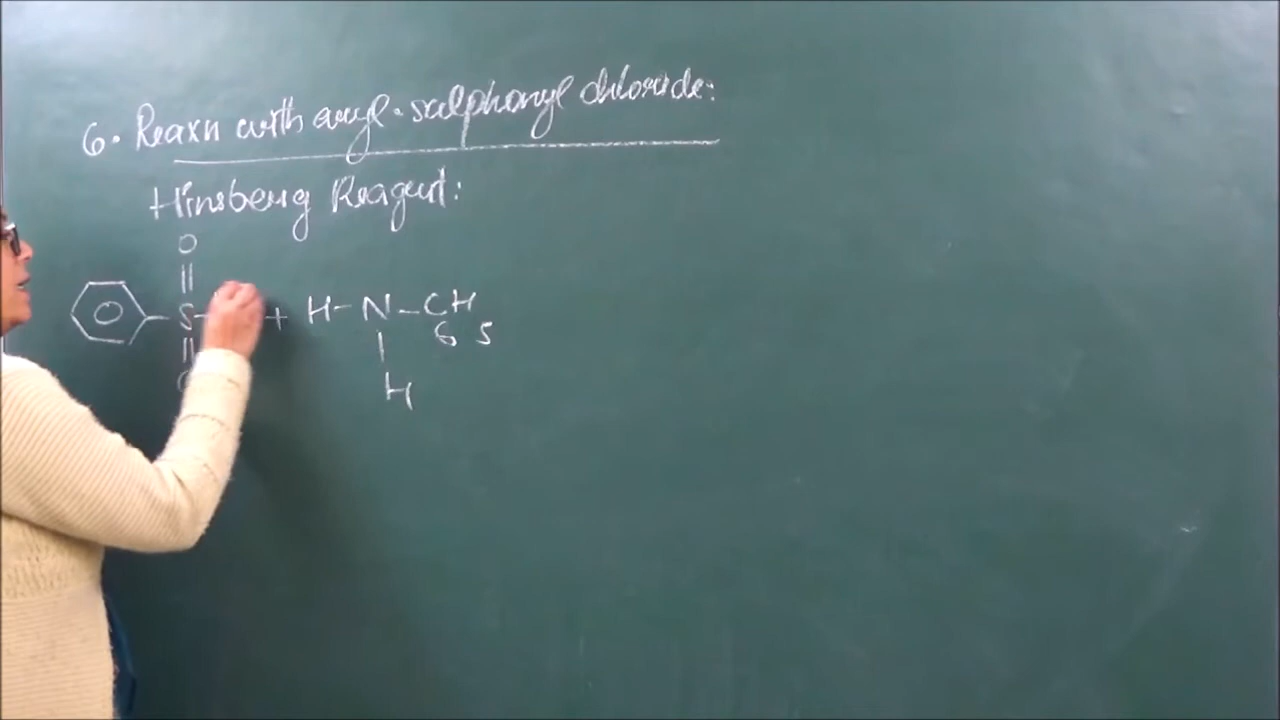 6. Reaxn with aryl-sulphonyl chloride:
Hinsberg Reagent:
O
S + H-N-CH
6 5
H